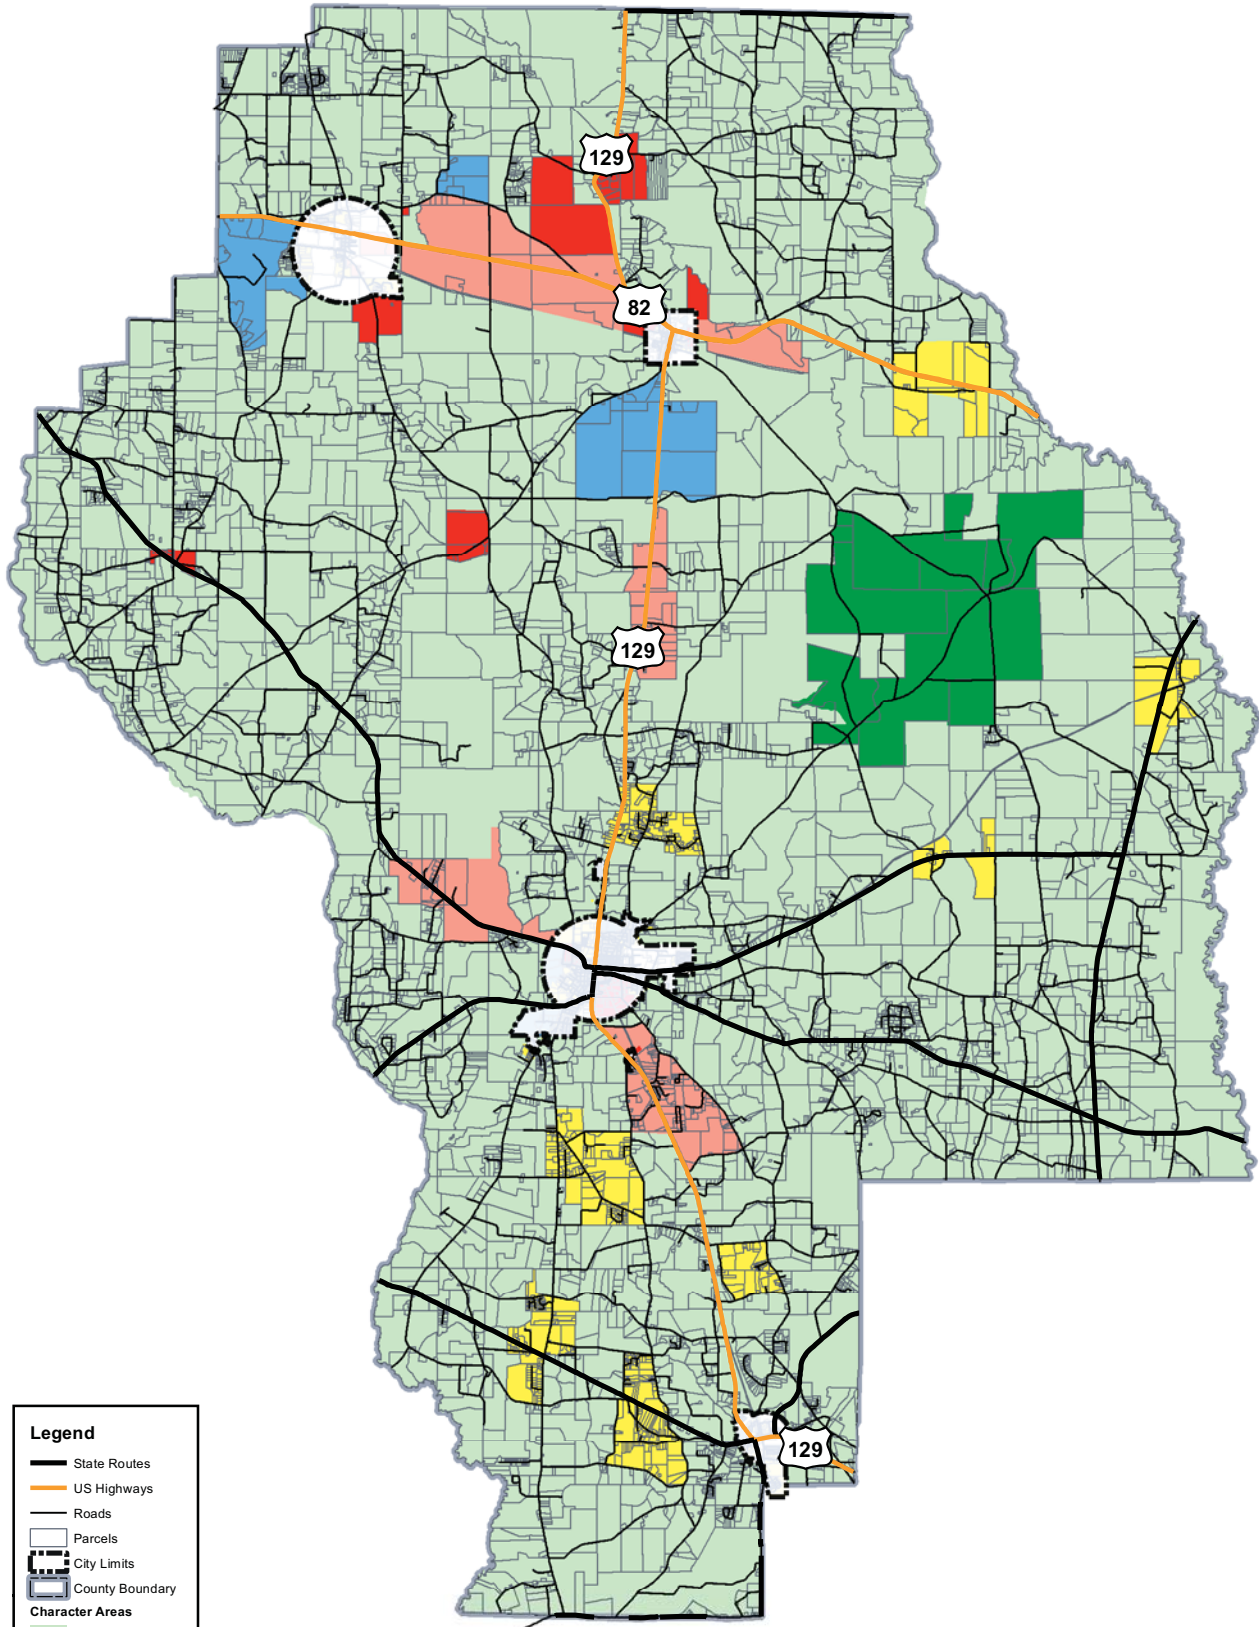 129
82
129
129
Legend
State Routes
US Highways
Roads
Parcels
City Limits
County Boundary
Character Areas